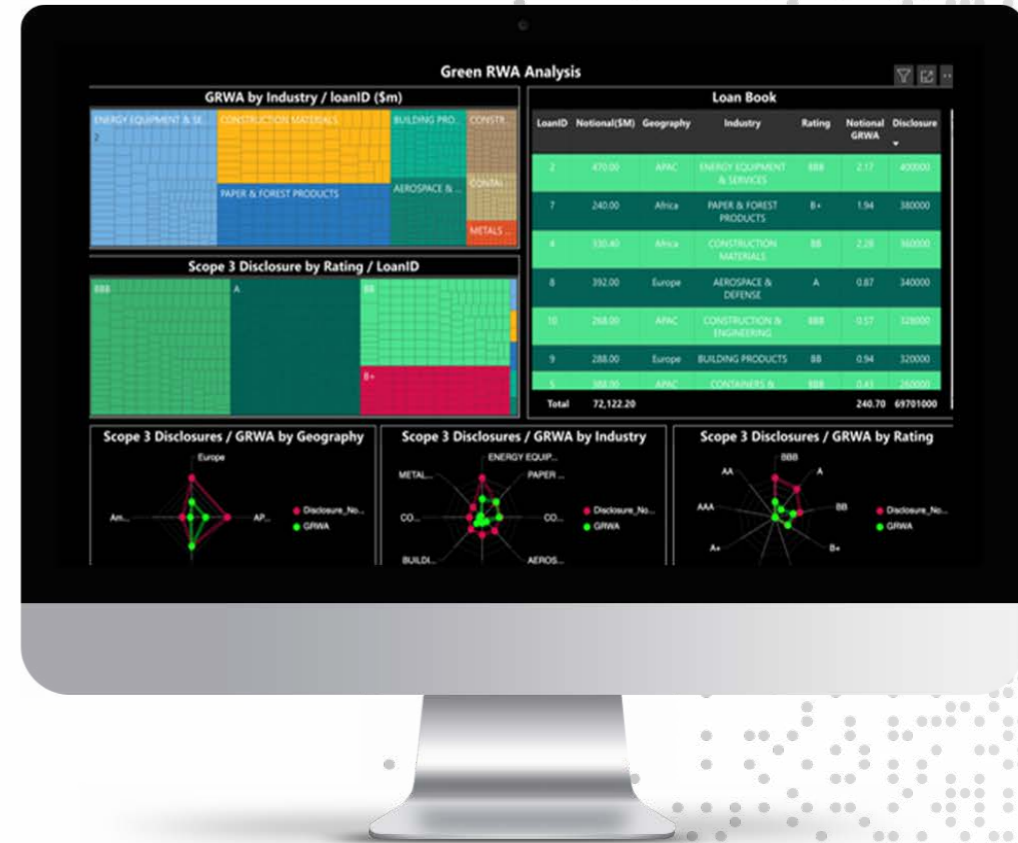 Green RWA Analysis
GRWA by Industry / loanID ($m)
ENERGY EQUIPMENT & SE...
2
CONSTRUCTION MATERIALS
BUILDING PRO...
CONSTR...
PAPER & FOREST PRODUCTS
AEROSPACE & ...
CONTAI...
METALS ...
Scope 3 Disclosure by Rating / LoanID
BBB
A
BB
B+
Loan Book
LoanID Notional($M) Geography Industry Rating Notional GRWA Disclosure
2 470.00 APAC ENERGY EQUIPMENT & SERVICES BBB 2.17 400000
7 240.00 Africa PAPER & FOREST PRODUCTS B+ 1.94 380000
4 330.40 Africa CONSTRUCTION MATERIALS BB 2.28 360000
8 392.00 Europe AEROSPACE & DEFENSE A 0.87 340000
10 268.00 APAC CONSTRUCTION & ENGINEERING BBB 0.57 328000
9 288.00 Europe BUILDING PRODUCTS BB 0.94 320000
5 388.00 APAC CONTAINERS & BBB 0.43 260000
Total 72,122.20 240.70 69701000
Scope 3 Disclosures / GRWA by Geography
Europe
Am...
AP...
Disclosure_No...
GRWA
Scope 3 Disclosures / GRWA by Industry
ENERGY EQUIP...
METAL...
PAPER ...
CO...
CO...
BUILDI...
AEROS...
Disclosure_No...
GRWA
Scope 3 Disclosures / GRWA by Rating
BBB
AA
A
AAA
BB
A+
B+
Disclosure_No...
GRWA